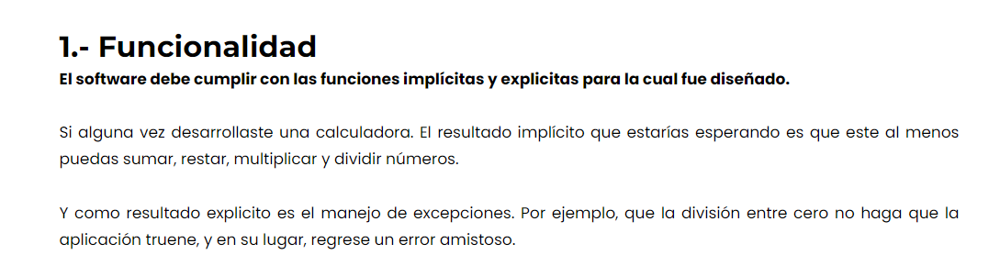 1.- Funcionalidad
El software debe cumplir con las funciones implícitas y explicitas para la cual fue diseñado.
Si alguna vez desarrollaste una calculadora. El resultado implícito que estarías esperando es que este al menos
puedas sumar, restar, multiplicar y dividir números.
Y como resultado explicito es el manejo de excepciones. Por ejemplo, que la división entre cero no haga que la
aplicación truene, y en su lugar, regrese un error amistoso.